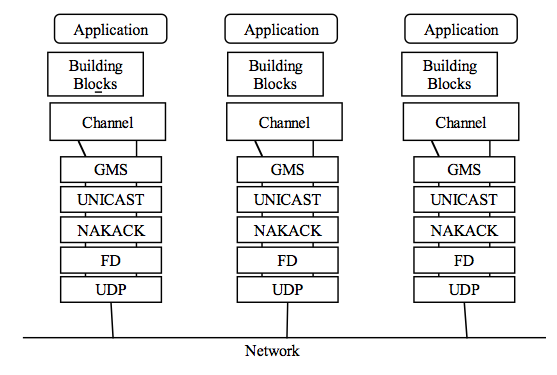 Application
Application
Application
Building
Blocks
Building
Blocks
Building
Blocks
Channel
Channel
Channel
GMS
GMS
GMS
UNICAST
UNICAST
UNICAST
NAKACK
NAKACK
NAKACK
FD
FD
FD
UDP
UDP
UDP
Network